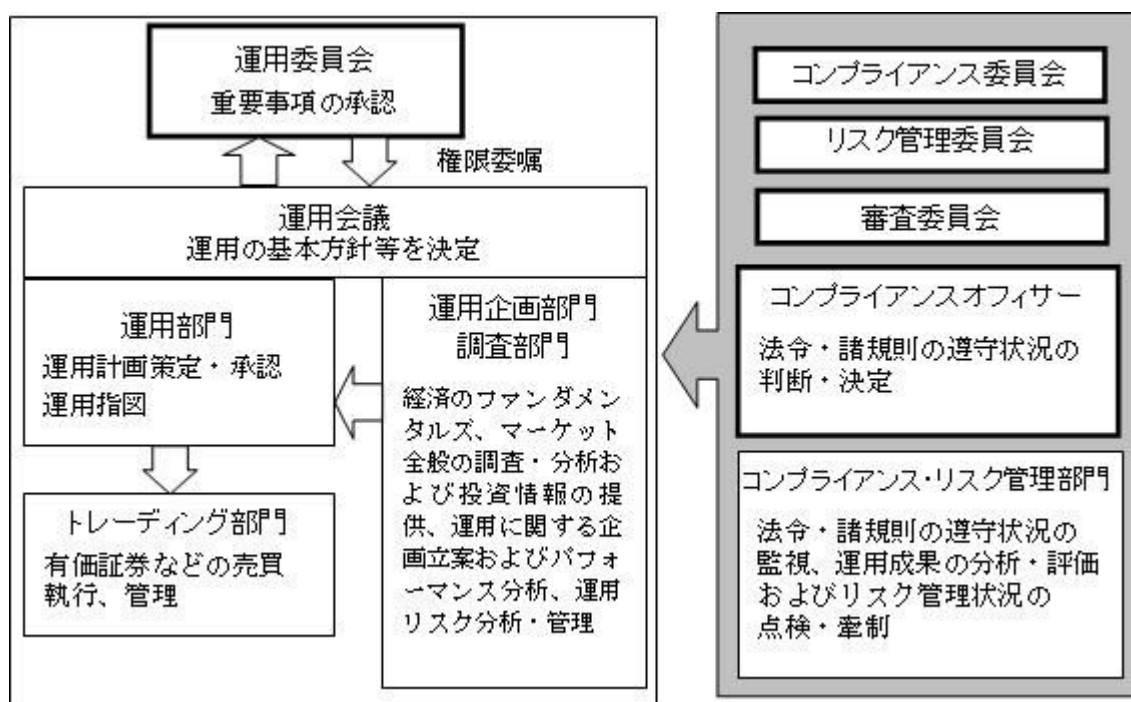 運用委員会
重要事項の承認
権限委嘱
運用会議
運用の基本方針等を決定
運用部門
運用計画策定・承認
運用指図
トレーディング部門
有価証券などの売買
執行、管理
運用企画部門
調査部門
経済のファンダメン
タルズ、マーケット
全般の調査・分析お
よび投資情報の提
供、運用に関する企
画立案およびパフォ
ーマンス分析、運用
リスク分析・管理
コンプライアンス委員会
リスク管理委員会
審査委員会
コンプライアンスオフィサー
法令・諸規則の遵守状況の
判断・決定
コンプライアンス・リスク管理部門
法令・諸規則の遵守状況の
監視、運用成果の分析・評価
およびリスク管理状況の
点検・牽制